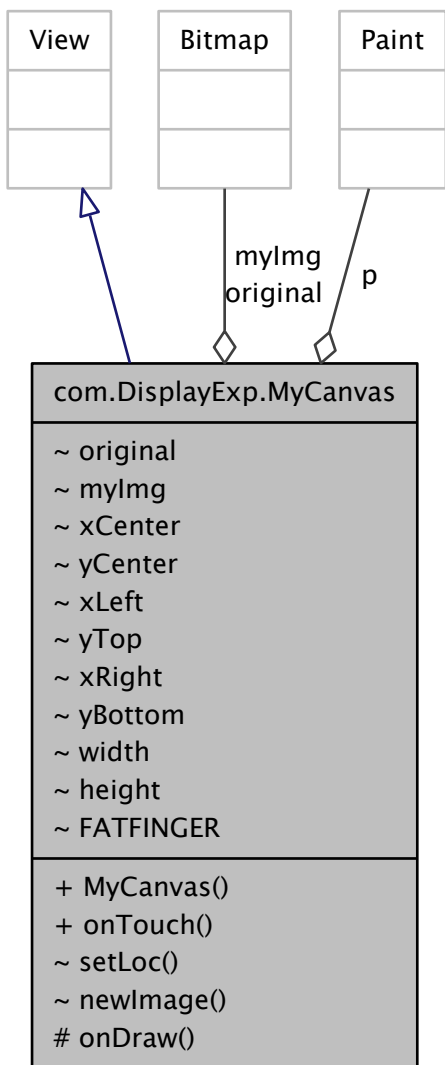 View
Bitmap
Paint
myImg
original
p
com.DisplayExp.MyCanvas
~ original
~ myImg
~ xCenter
~ yCenter
~ xLeft
~ yTop
~ xRight
~ yBottom
~ width
~ height
~ FATFINGER
+ MyCanvas()
+ onTouch()
~ setLoc()
~ newImage()
# onDraw()